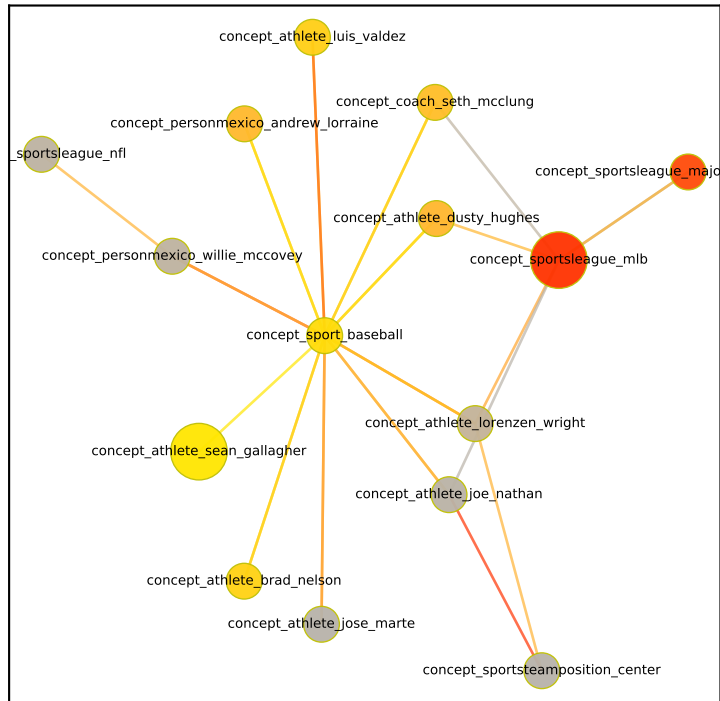 concept_athlete_luis_valdez
concept_coach_seth_mcclung
concept_personmexico_andrew_lorraine
_sportsleague_nfl
concept_sportsleague_majo
concept_athlete_dusty_hughes
concept_personmexico_willie_mccovey
concept_sportsleague_mlb
concept_sport_baseball
concept_athlete_lorenzen_wright
concept_athlete_sean_gallagher
concept_athlete_joe_nathan
concept_athlete_brad_nelson
concept_athlete_jose_marte
concept_sportsteamposition_center